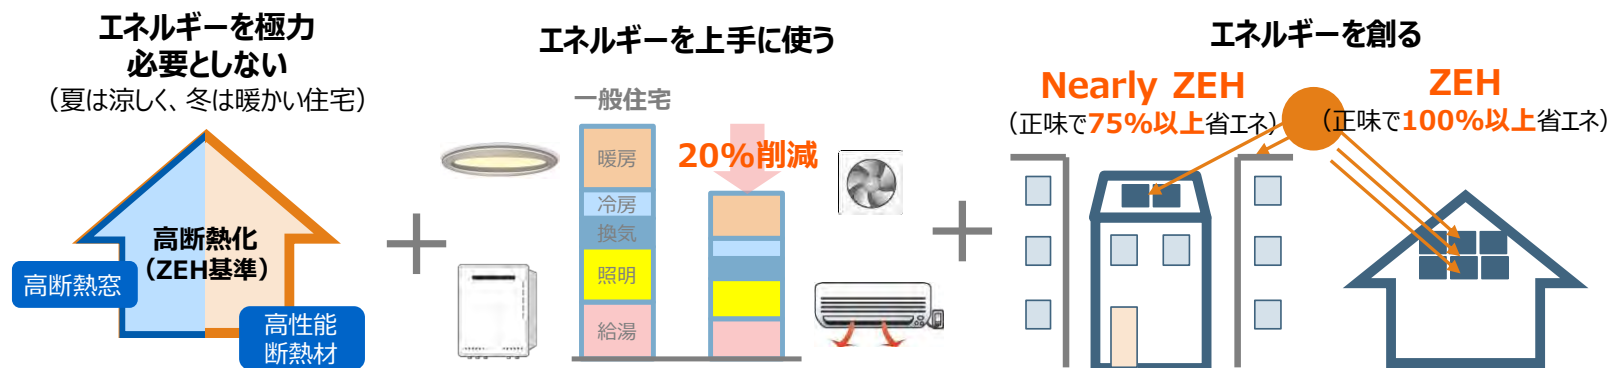 エネルギーを極力
必要としない
（夏は涼しく、冬は暖かい住宅）
高断熱化
（ZEH基準）
高断熱窓
高性能
断熱材
エネルギーを上手に使う
一般住宅
暖房
冷房
換気
照明
給湯
20%削減
エネルギーを創る
Nearly ZEH
（正味で75%以上省エネ）
ZEH
（正味で100%以上省エネ）